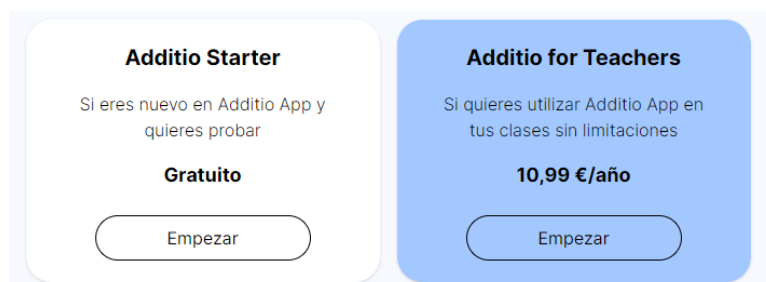 Additio Starter
Si eres nuevo en Additio App y
quieres probar
Gratuito
Empezar
Additio for Teachers
Si quieres utilizar Additio App en
tus clases sin limitaciones
10,99 €/año
Empezar